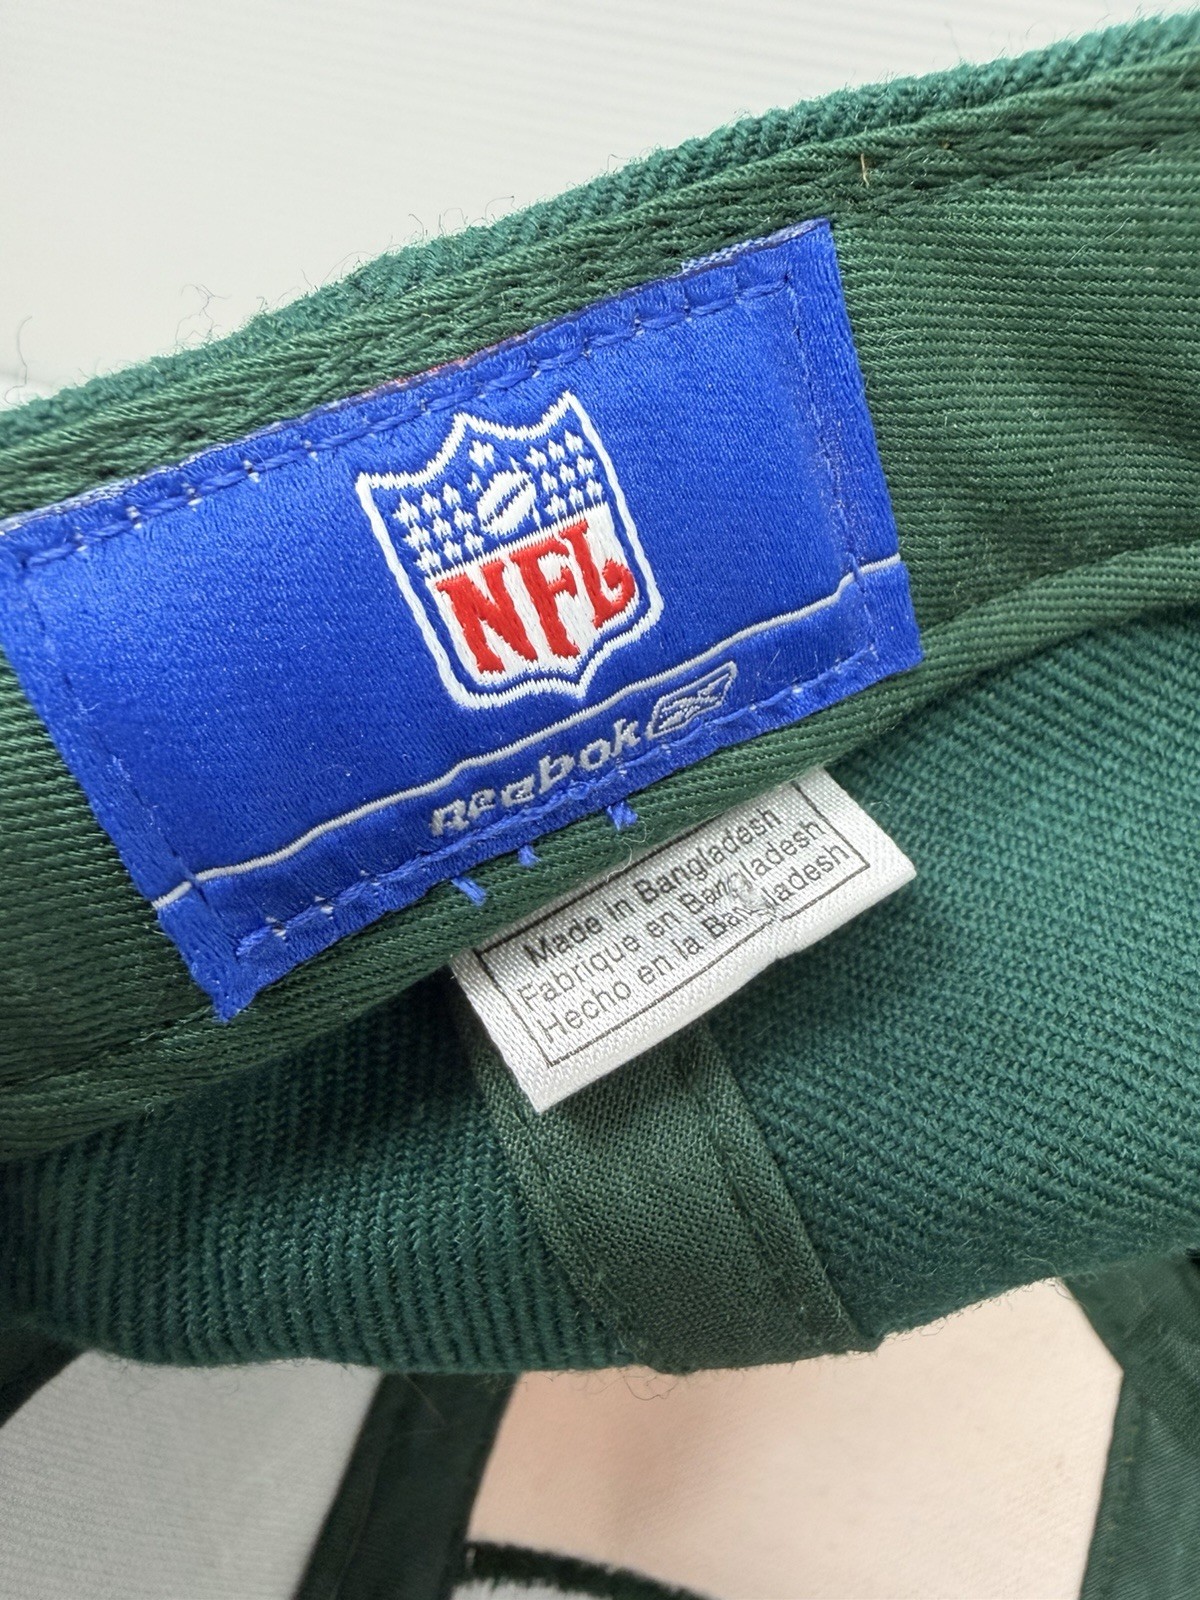 NFL
Reebok
Made in Bangladesh
Fabriqué en Bangladesh
Hecho en la Bangladesh